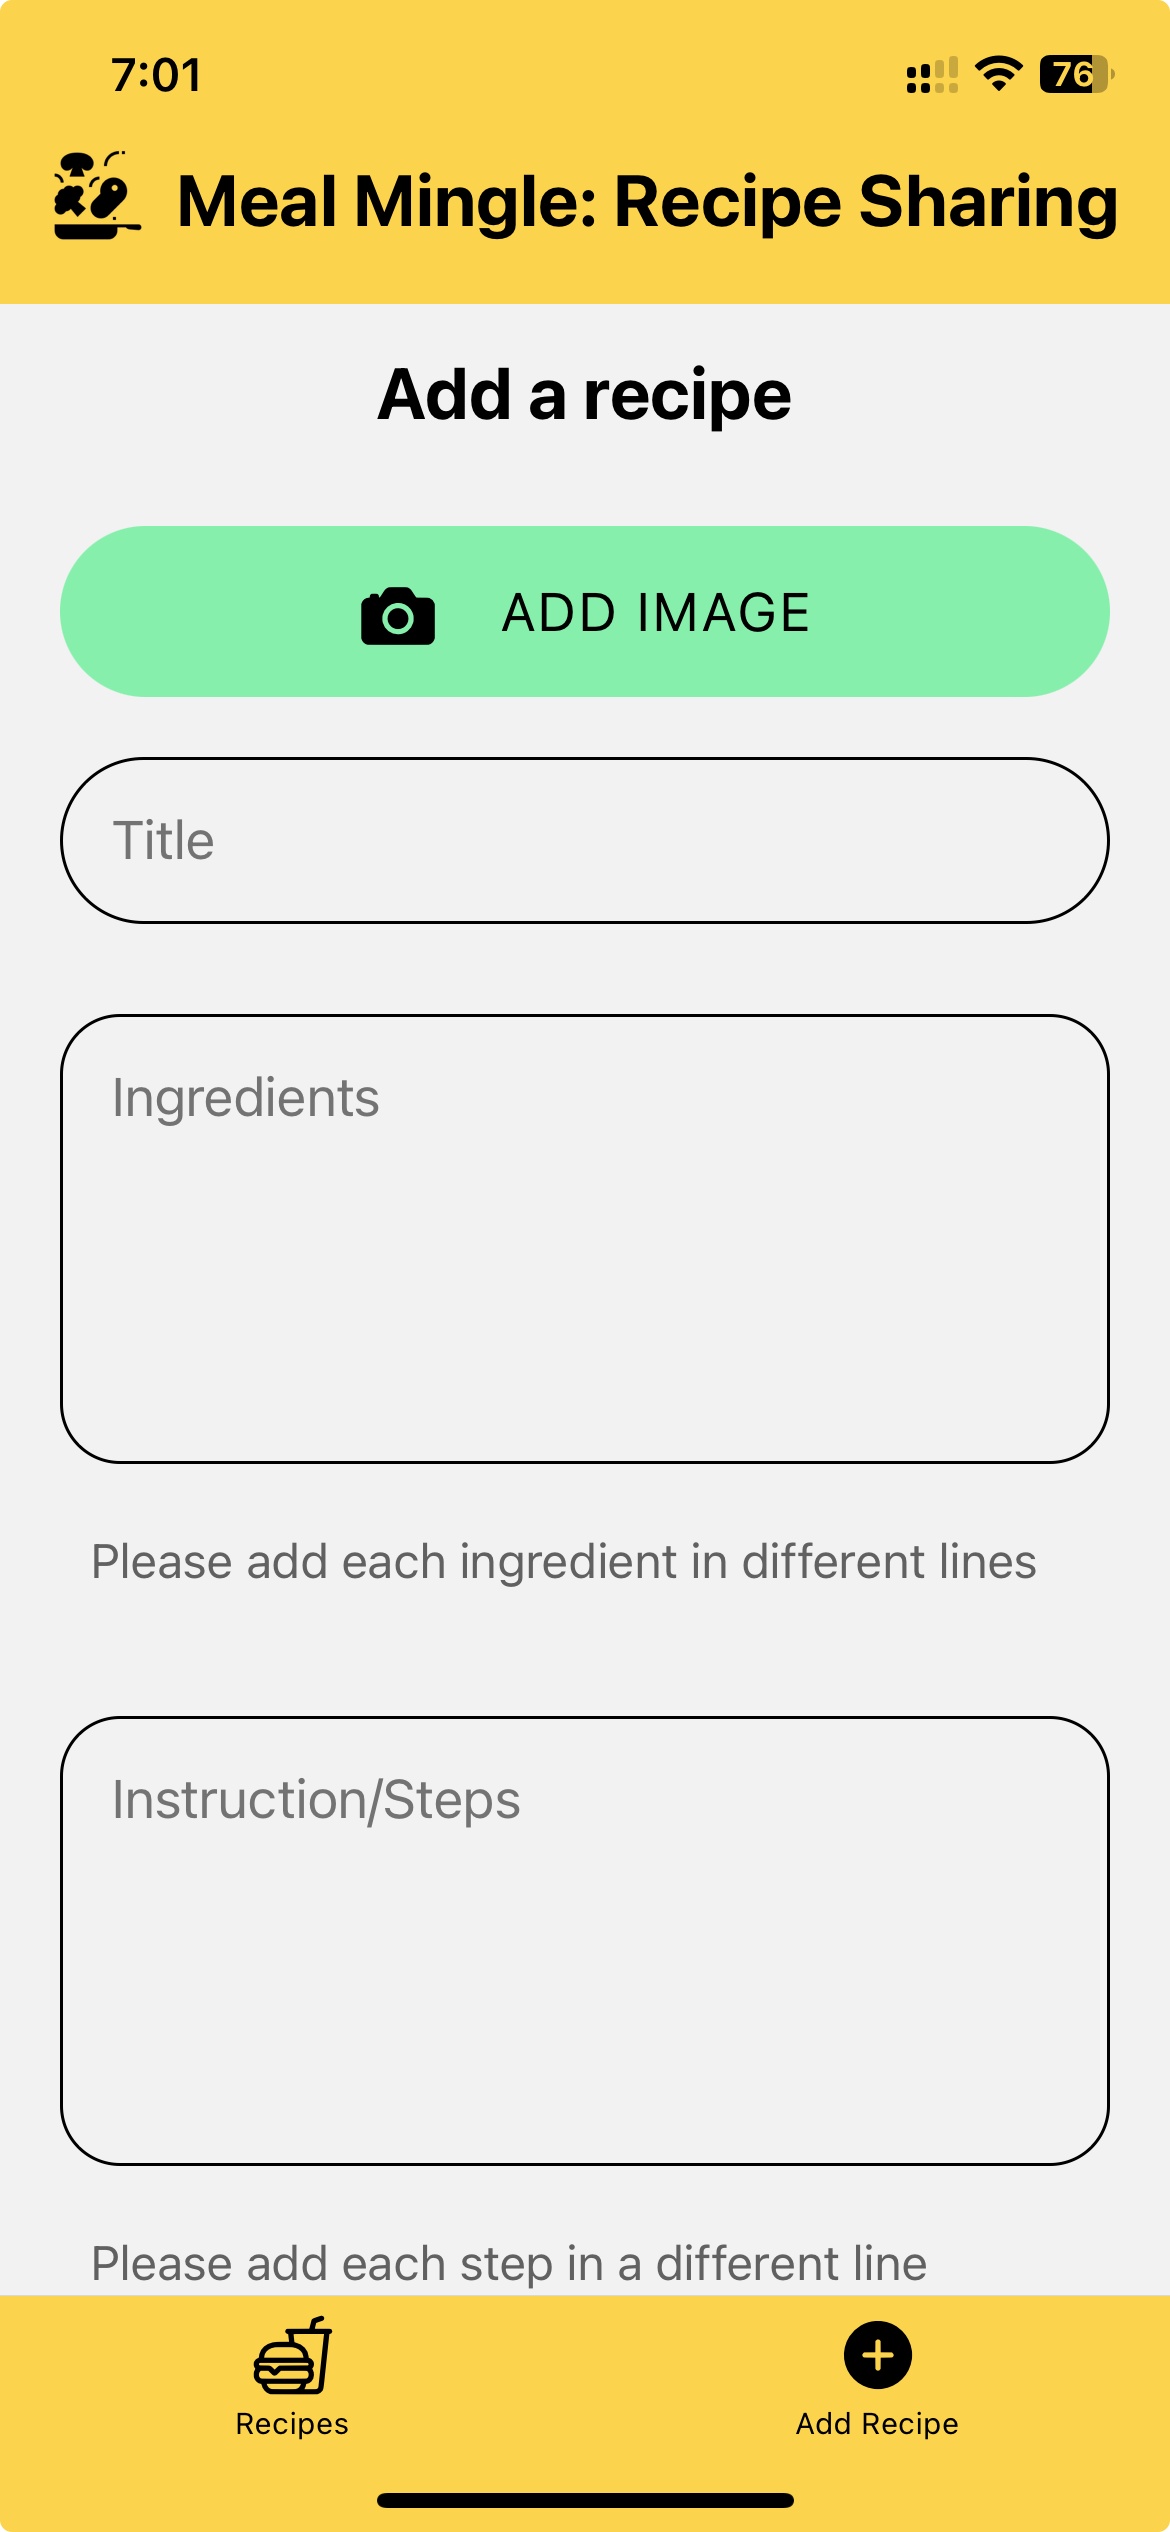 7:01
76
Meal Mingle: Recipe Sharing
Add a recipe
ADD IMAGE
Title
Ingredients
Please add each ingredient in different lines
Instruction/Steps
Please add each step in a different line
Recipes
Add Recipe